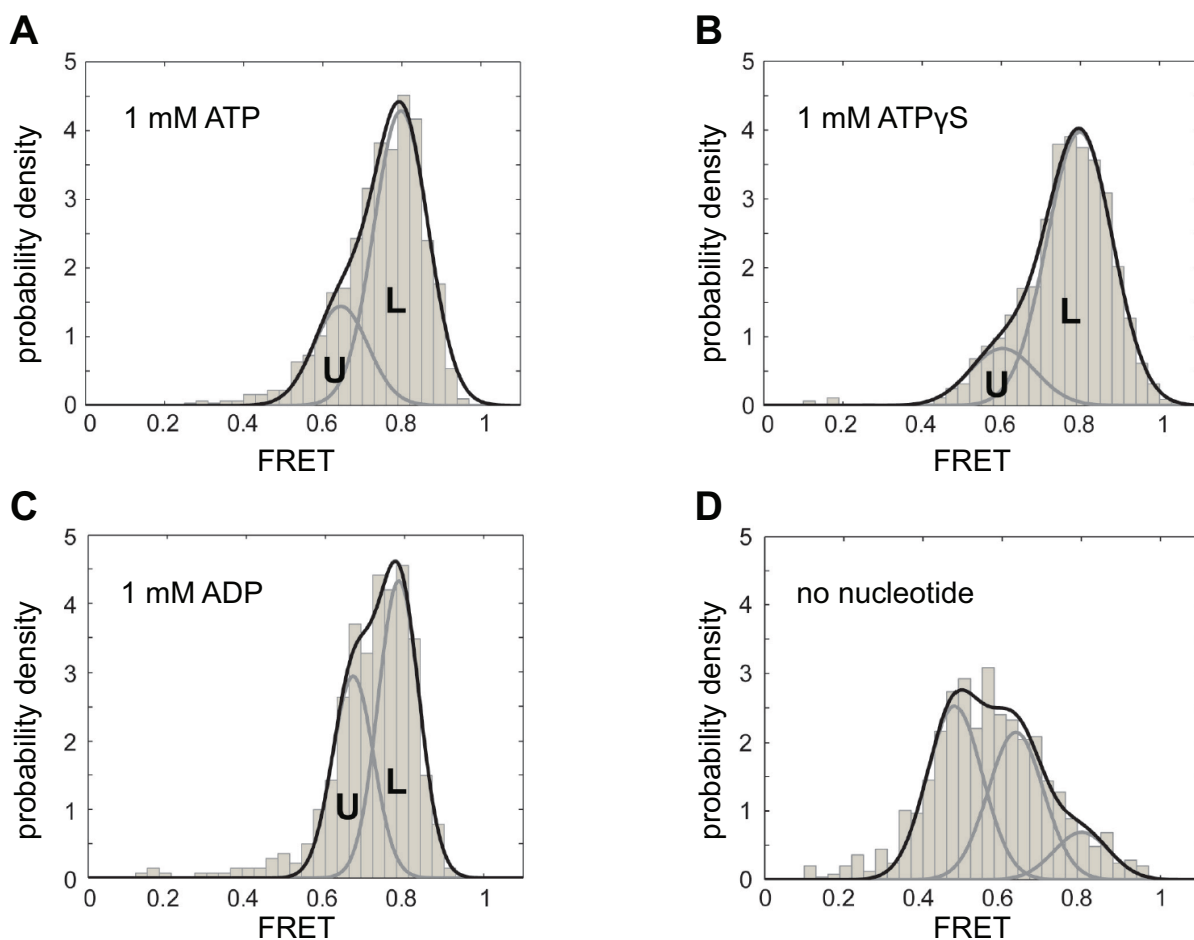 A
B
5
4
3
2
1
0
probability density
1 mM ATP
U
L
0 0.2 0.4 0.6 0.8 1
FRET
5
4
3
2
1
0
probability density
1 mM ATPγS
U
L
0 0.2 0.4 0.6 0.8 1
FRET
C
D
5
4
3
2
1
0
probability density
1 mM ADP
U
L
0 0.2 0.4 0.6 0.8 1
FRET
5
4
3
2
1
0
probability density
no nucleotide
0 0.2 0.4 0.6 0.8 1
FRET